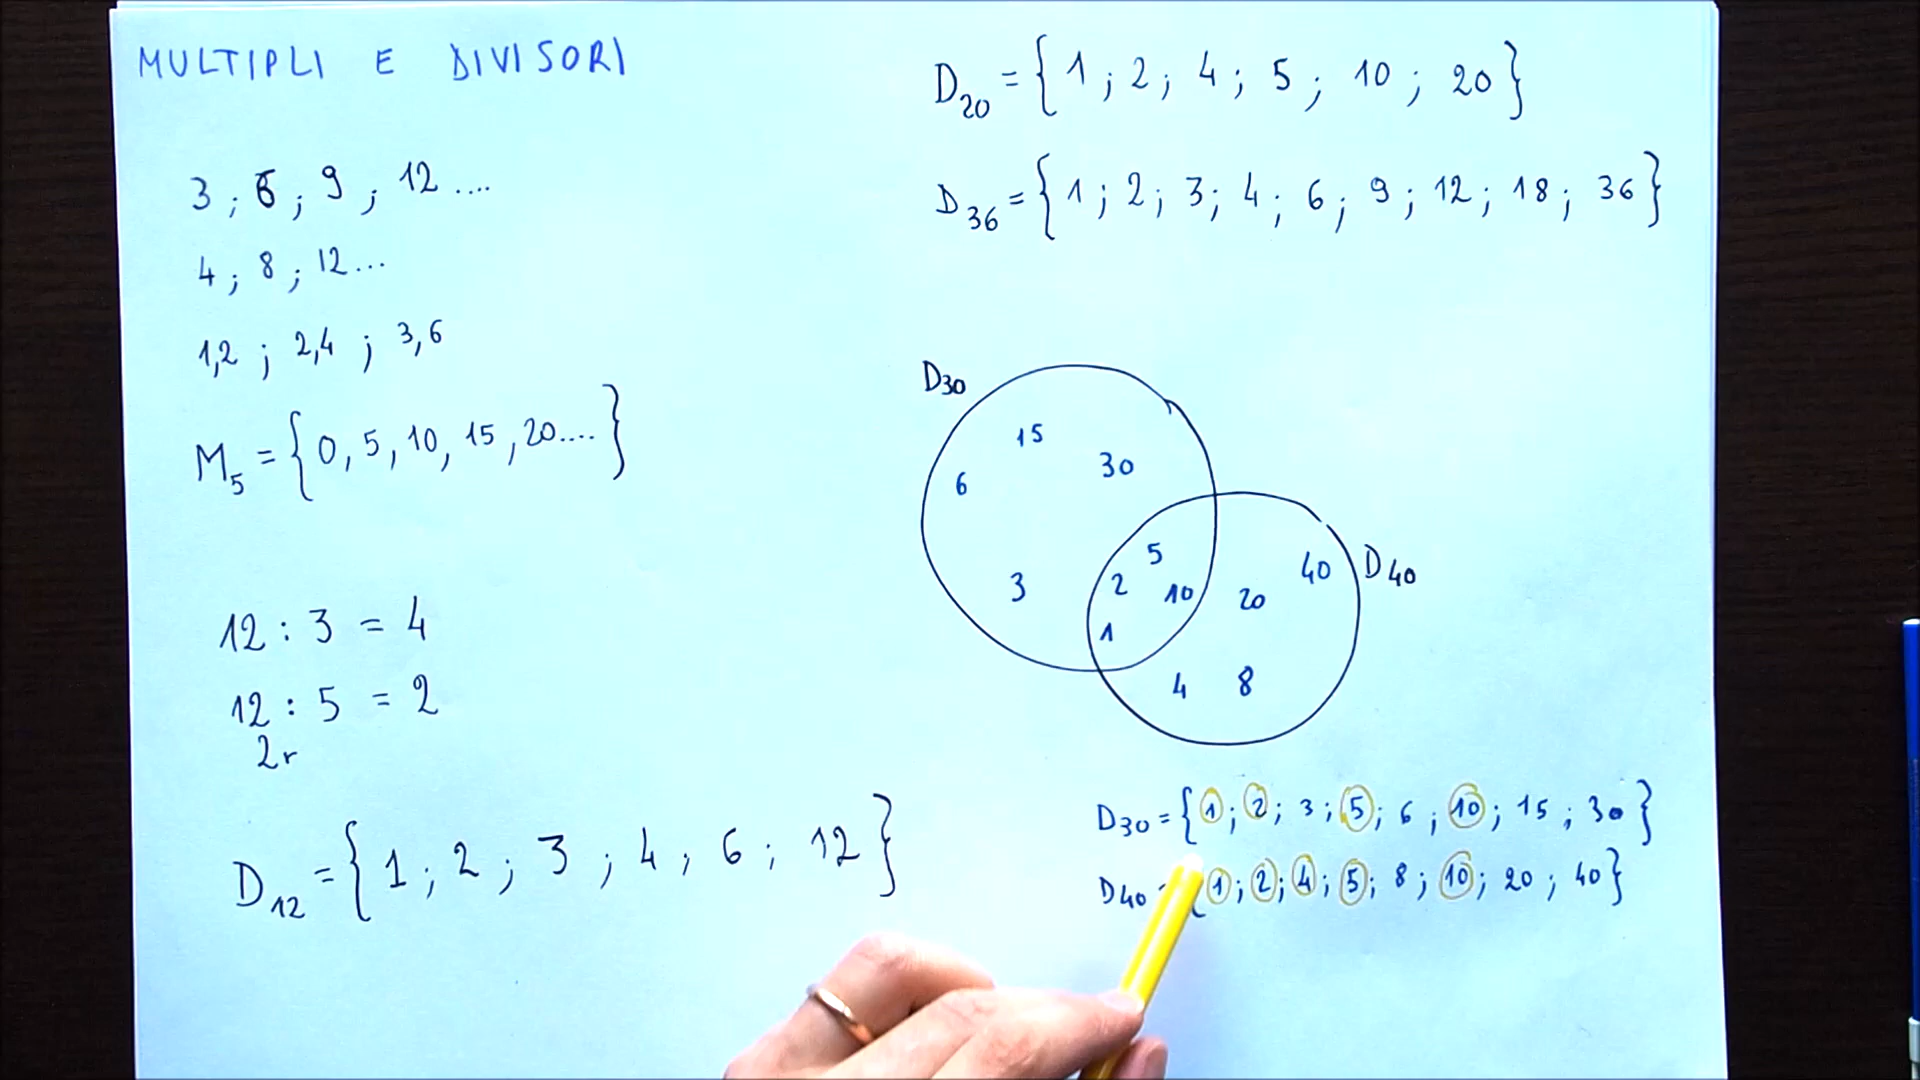 MULTIPLI E DIVISORI
3 ; 6 ; 9 ; 12 ....
4 ; 8 ; 12 ...
1,2 ; 2,4 ; 3,6
M5 = {0, 5, 10, 15, 20....}
12 : 3 = 4
12 : 5 = 2
2r
D12 = {1 ; 2 ; 3 ; 4 ; 6 ; 12}
D20 = {1 ; 2 ; 4 ; 5 ; 10 ; 20}
D36 = {1 ; 2 ; 3 ; 4 ; 6 ; 9 ; 12 ; 18 ; 36}
D30
15
30
6
5
40 D40
3 2 10 20
1
4 8
D30 = {1 ; 2 ; 3 ; 5 ; 6 ; 10 ; 15 ; 30}
D40 = {1 ; 2 ; 4 ; 5 ; 8 ; 10 ; 20 ; 40}